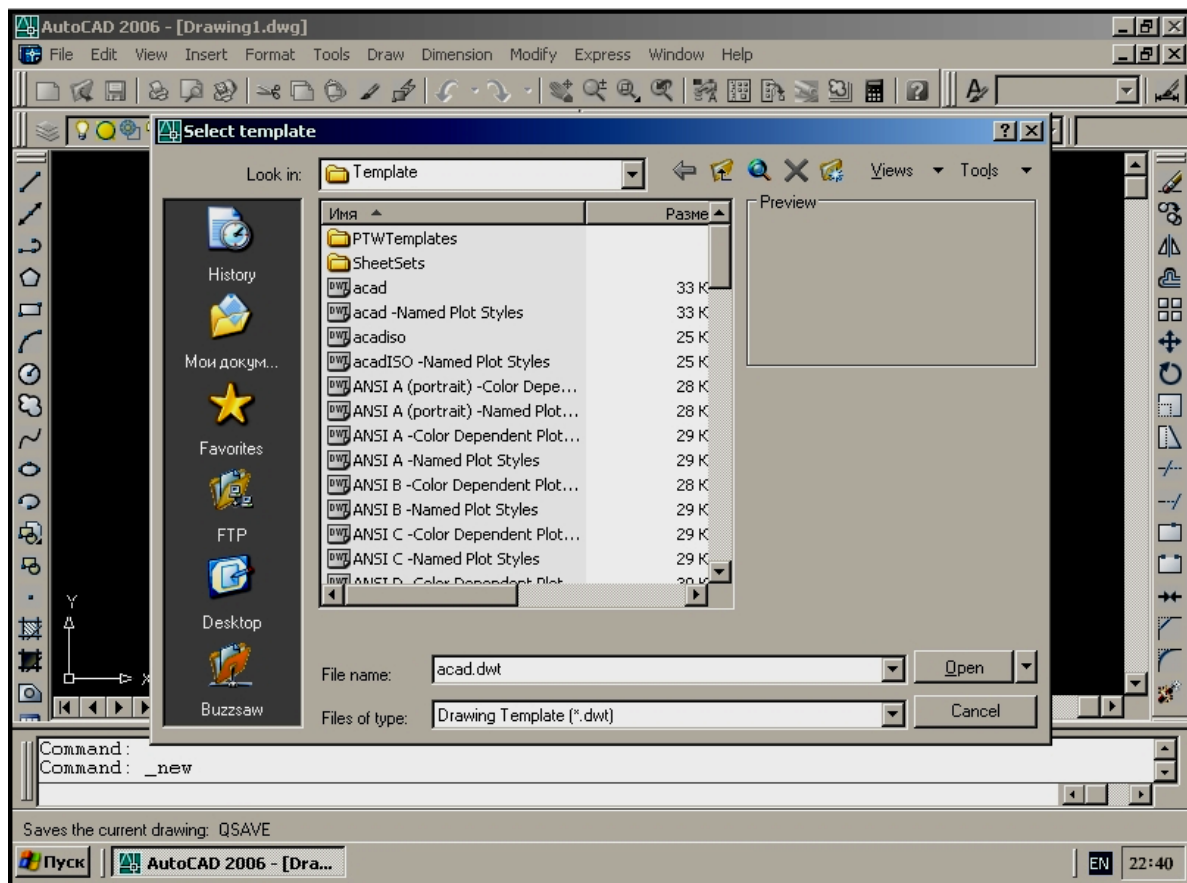 AutoCAD 2006 - [Drawing1.dwg]
File Edit View Insert Format Tools Draw Dimension Modify Express Window Help
Select template
Look in: Template Views Tools
Имя Разме Preview
PTWTemplates
SheetSets
acad 33 К
acad -Named Plot Styles 33 К
acadiso 25 К
acadISO -Named Plot Styles 25 К
ANSI A (portrait) -Color Depe... 28 К
ANSI A (portrait) -Named Plot... 28 К
ANSI A -Color Dependent Plot... 29 К
ANSI A -Named Plot Styles 29 К
ANSI B -Color Dependent Plot... 28 К
ANSI B -Named Plot Styles 29 К
ANSI C -Color Dependent Plot... 29 К
ANSI C -Named Plot Styles 29 К
ANSI D -Color Dependent Plot
History
Мои докум...
Favorites
FTP
Desktop
Buzzsaw
Y
X
File name: acad.dwt Open
Files of type: Drawing Template (*.dwt) Cancel
Command:
Command: _new
Saves the current drawing: QSAVE
Пуск AutoCAD 2006 - [Dra... EN 22:40